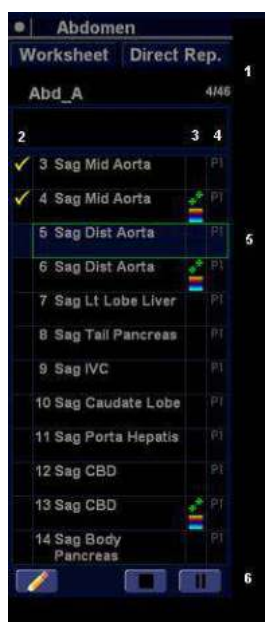 Abdomen
Worksheet Direct Rep.
1
Abd_A 4/46
2 3 4
3 Sag Mid Aorta P1
4 Sag Mid Aorta P1
5 Sag Dist Aorta P1
5
6 Sag Dist Aorta P1
7 Sag Lt Lobe Liver P1
8 Sag Tail Pancreas P1
9 Sag IVC P1
10 Sag Caudate Lobe P1
11 Sag Porta Hepatis P1
12 Sag CBD P1
13 Sag CBD P1
14 Sag Body P1
Pancreas
6